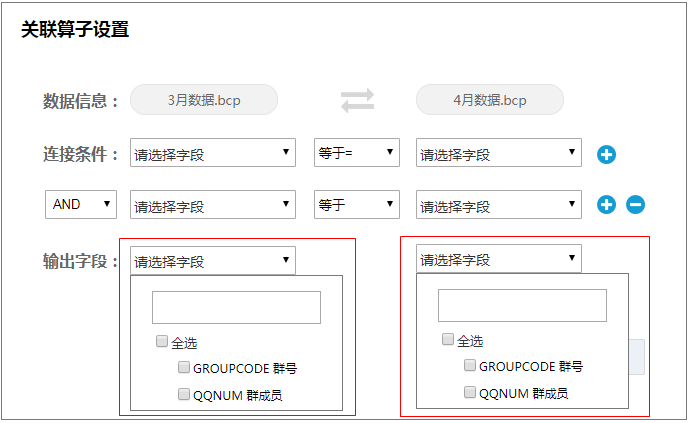 关联算子设置
数据信息： 3月数据.bcp 4月数据.bcp
连接条件： 请选择字段 等于= 请选择字段
AND 请选择字段 等于 请选择字段
输出字段： 请选择字段 请选择字段
全选 全选
GROUPCODE 群号 GROUPCODE 群号
QQNUM 群成员 QQNUM 群成员